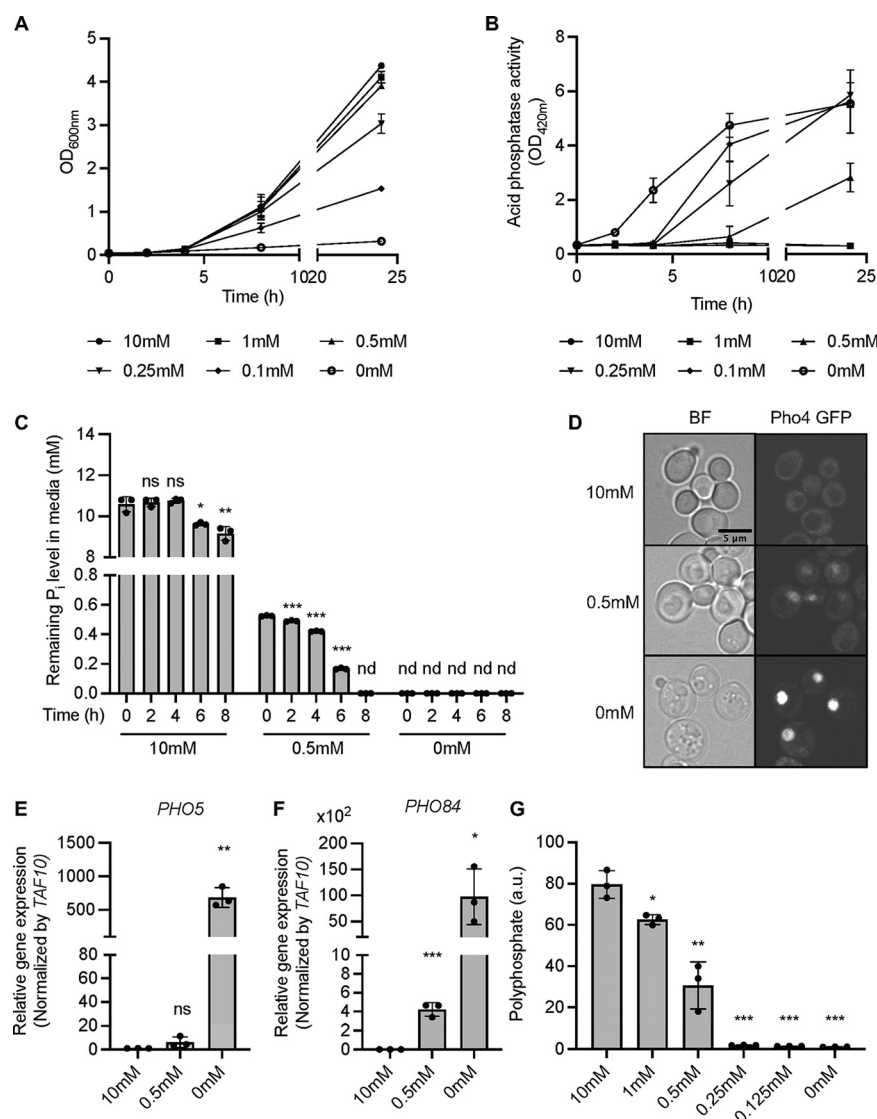 A
OD600nm
5
4
3
2
1
0
0 5 10 20 25
Time (h)
10mM 1mM 0.5mM
0.25mM 0.1mM 0mM
B
Acid phosphatase activity
(OD420m)
8
6
4
2
0
0 5 10 20 25
Time (h)
10mM 1mM 0.5mM
0.25mM 0.1mM 0mM
C
Remaining Pi level in media (mM)
14
12
10
8
0.8
0.6
0.4
0.2
0.0
ns ns * **
*** *** *** nd
nd nd nd nd nd
Time (h) 0 2 4 6 8 0 2 4 6 8 0 2 4 6 8
10mM 0.5mM 0mM
D
BF Pho4 GFP
10mM
5 µm
0.5mM
0mM
E
PHO5
Relative gene expression
(Normalized by TAF10)
1500
1000
500
80
60
40
20
0
ns **
10mM 0.5mM 0mM
F
x10²
PHO84
Relative gene expression
(Normalized by TAF10)
200
150
100
50
10
8
6
4
2
0
*** *
10mM 0.5mM 0mM
G
Polyphosphate (a.u.)
100
80
60
40
20
0
* ** *** *** ***
10mM 1mM 0.5mM 0.25mM 0.125mM 0mM